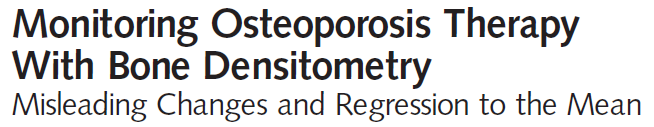 Monitoring Osteoporosis Therapy
With Bone Densitometry
Misleading Changes and Regression to the Mean